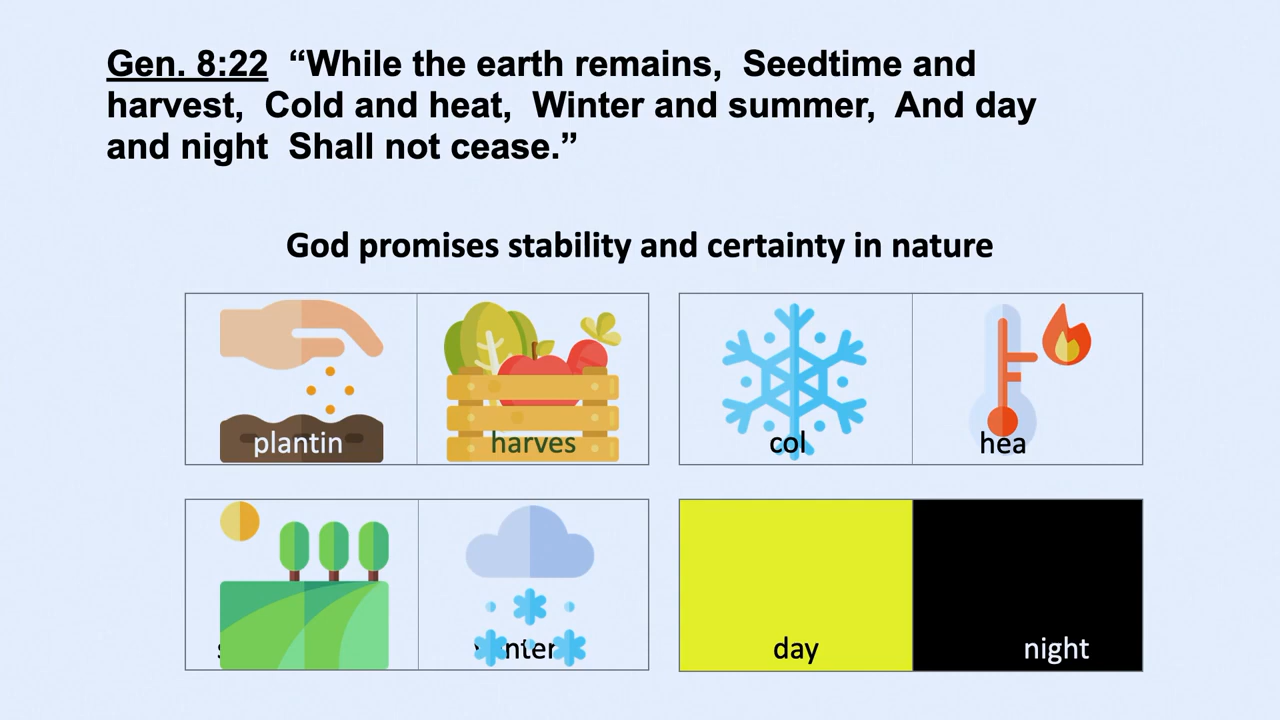 Gen. 8:22 “While the earth remains, Seedtime and
harvest, Cold and heat, Winter and summer, And day
and night Shall not cease.”
God promises stability and certainty in nature
plantin
harves
col
hea
nter
day
night